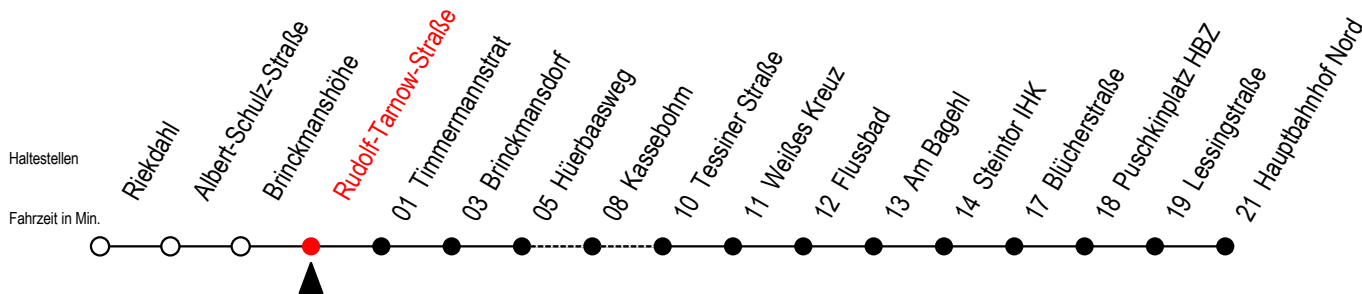 Haltestellen
Fahrzeit in Min.
Riekdahl
Albert-Schulz-Straße
Brinckmanshöhe
Rudolf-Tarnow-Straße
01 Timmermannstrat
03 Brinckmansdorf
05 Hüerbaasweg
08 Kassebohm
10 Tessiner Straße
11 Weißes Kreuz
12 Flussbad
13 Am Bagehl
14 Steintor IHK
17 Blücherstraße
18 Puschkinplatz HBZ
19 Lessingstraße
21 Hauptbahnhof Nord